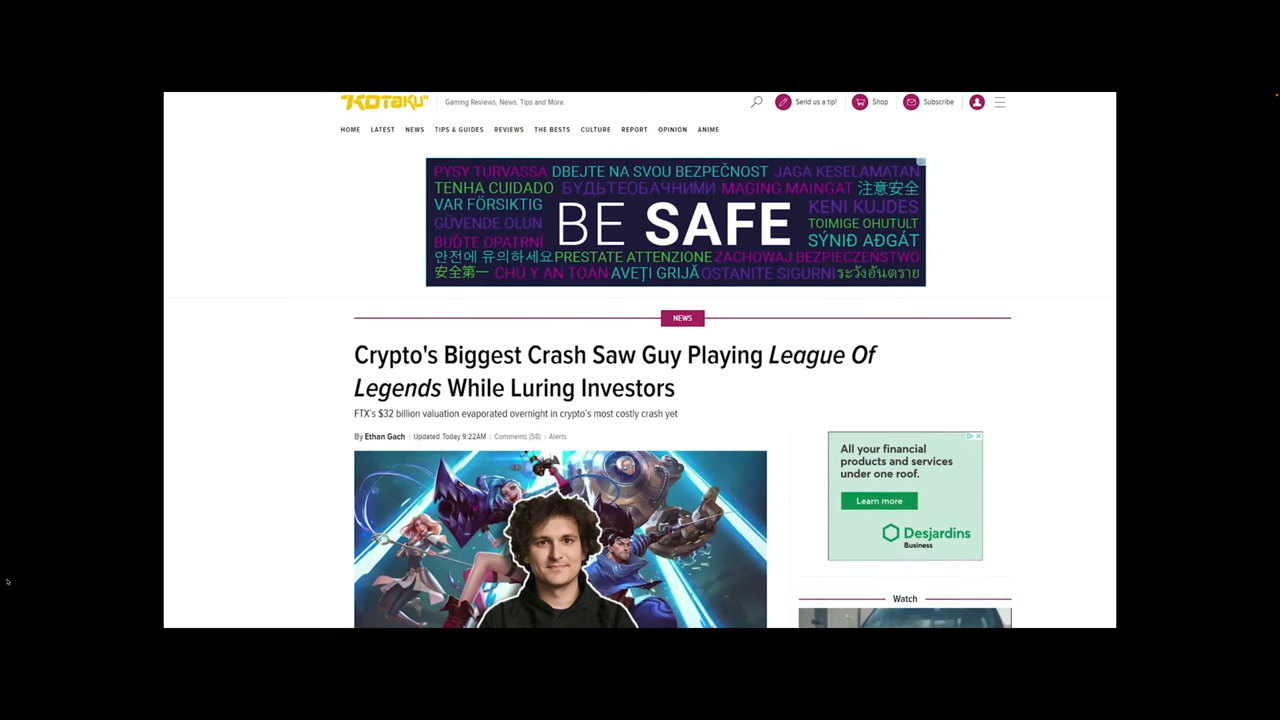 KOTAKU
Gaming Reviews, News, Tips and More.
Send us a tip!
Shop
Subscribe
HOME LATEST NEWS TIPS & GUIDES REVIEWS THE BESTS CULTURE REPORT OPINION ANIME
PYSY TURVASSA DBEJTE NA SVOU BEZPEČNOST JAGA KESELAMATAN
TENHA CUIDADO БУДЬТЕОБАЧНИМИ MAGING MAINGAT 注意安全
VAR FÖRSIKTIG
KENI KUJDES
GÜVENDE OLUN
BE SAFE
TOIMIGE OHUTULT
BUĎTE OPATRNÍ
SÝNIÐ AÐGÁT
안전에 유의하세요 PRESTATE ATTENZIONE ZACHOWAJ BEZPIECZEŃSTWO
安全第一 CHÚ Ý AN TOÀN AVEȚI GRIJĂ OSTANITE SIGURNI ระวังอันตราย
NEWS
Crypto's Biggest Crash Saw Guy Playing League Of
Legends While Luring Investors
FTX's $32 billion valuation evaporated overnight in crypto's most costly crash yet
By Ethan Gach | Updated Today 9:22AM | Comments (58) | Alerts
All your financial
products and services
under one roof.
Learn more
Desjardins
Business
Watch